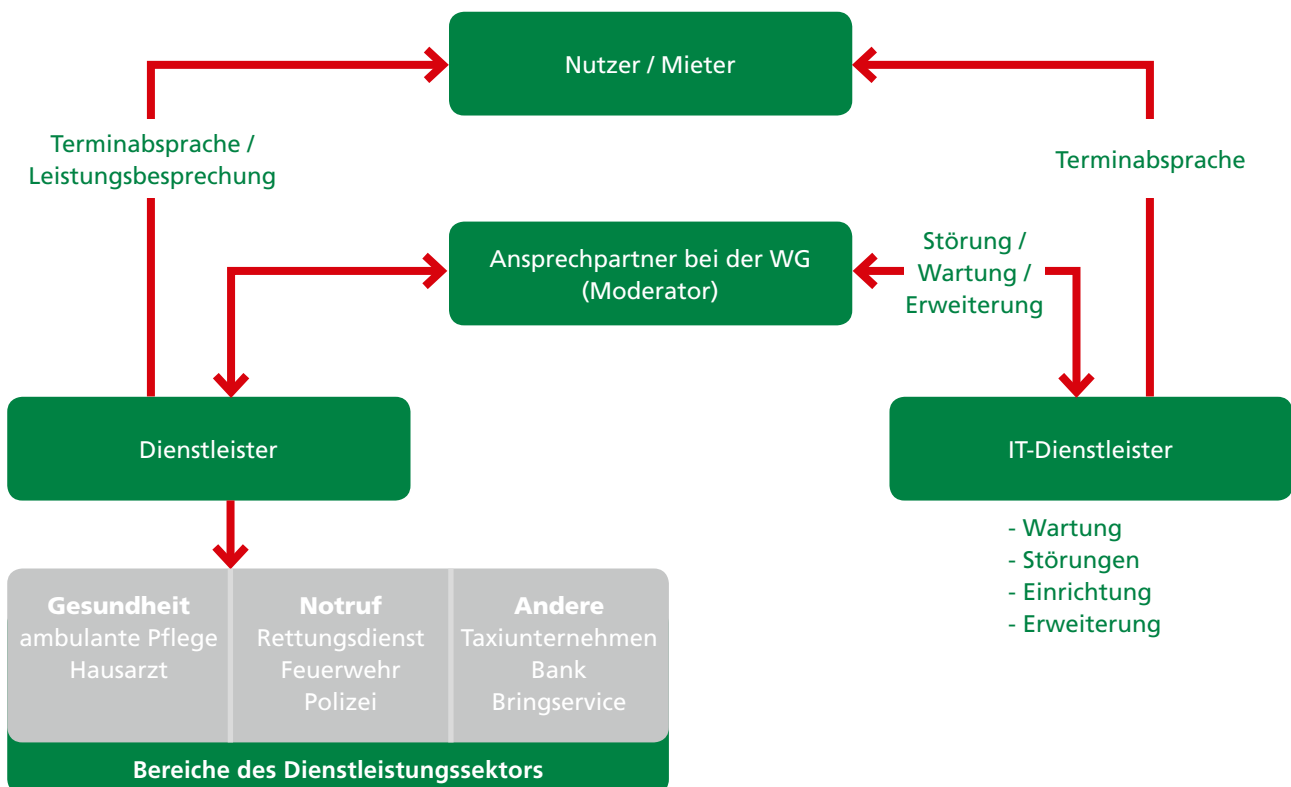 Nutzer / Mieter
Terminabsprache /
Leistungsbesprechung
Terminabsprache
Ansprechpartner bei der WG
(Moderator)
Störung /
Wartung /
Erweiterung
Dienstleister
IT-Dienstleister
- Wartung
- Störungen
- Einrichtung
- Erweiterung
Gesundheit
ambulante Pflege
Hausarzt
Notruf
Rettungsdienst
Feuerwehr
Polizei
Andere
Taxiunternehmen
Bank
Bringservice
Bereiche des Dienstleistungssektors